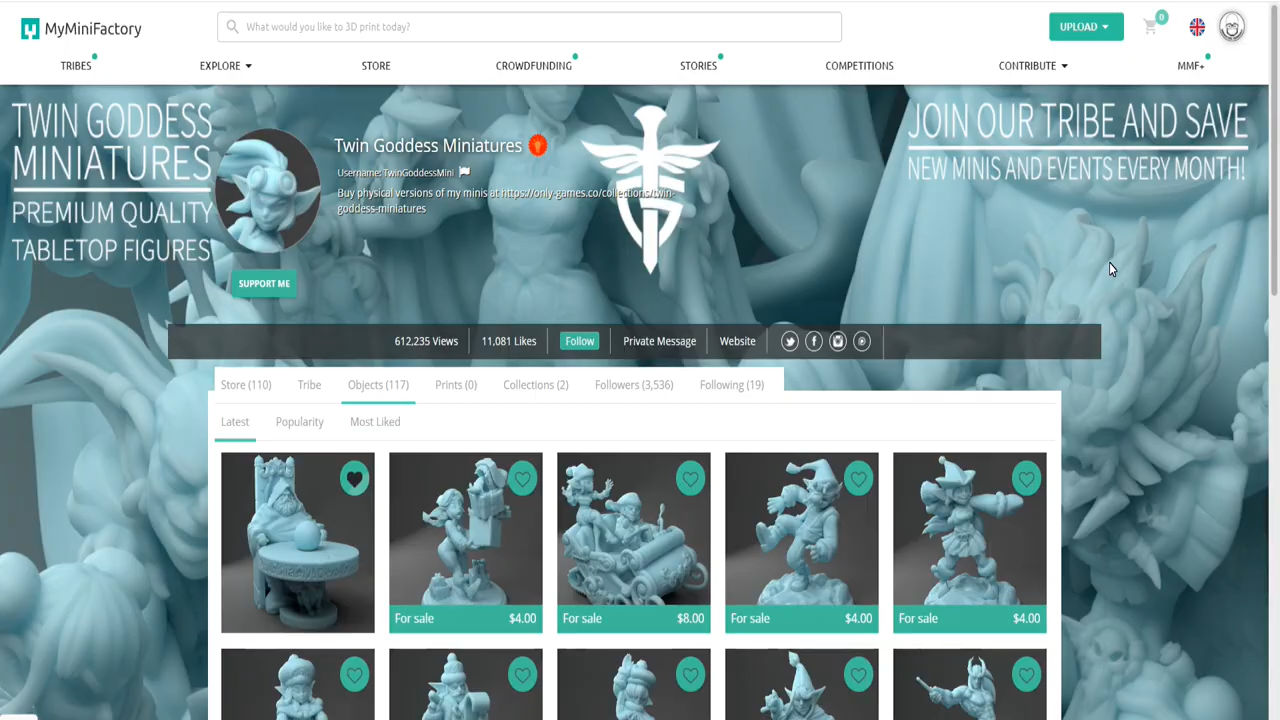 MyMiniFactory
What would you like to 3D print today?
UPLOAD
0
TRIBES
EXPLORE
STORE
CROWDFUNDING
STORIES
COMPETITIONS
CONTRIBUTE
MMF+
TWIN GODDESS
MINIATURES
PREMIUM QUALITY
TABLETOP FIGURES
Twin Goddess Miniatures
Username: TwinGoddessMini
Buy physical versions of my minis at https://only-games.co/collections/twin-
goddess-miniatures
JOIN OUR TRIBE AND SAVE
NEW MINIS AND EVENTS EVERY MONTH!
SUPPORT ME
612,235 Views
11,081 Likes
Follow
Private Message
Website
Store (110)
Tribe
Objects (117)
Prints (0)
Collections (2)
Followers (3,536)
Following (19)
Latest
Popularity
Most Liked
For sale $4.00
For sale $8.00
For sale $4.00
For sale $4.00